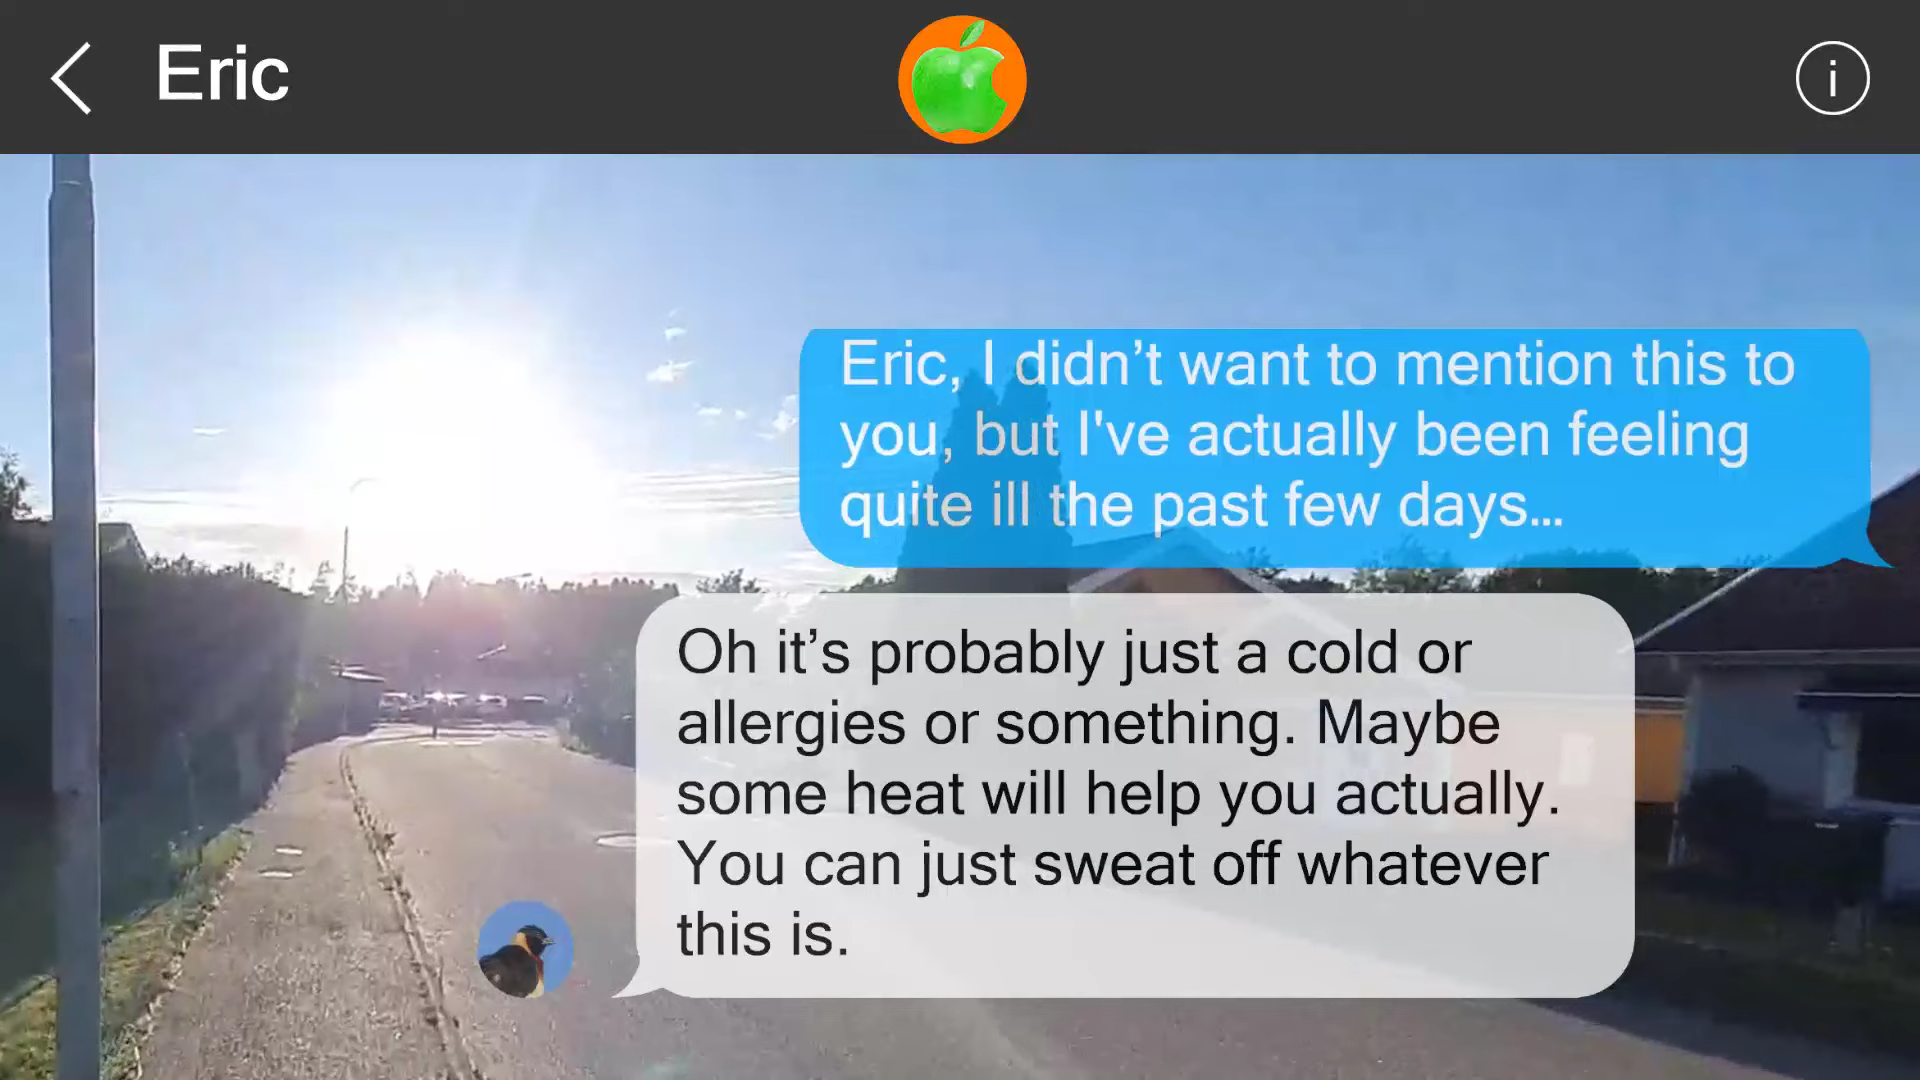 Eric
i
Eric, I didn’t want to mention this to
you, but I've actually been feeling
quite ill the past few days...
Oh it’s probably just a cold or
allergies or something. Maybe
some heat will help you actually.
You can just sweat off whatever
this is.